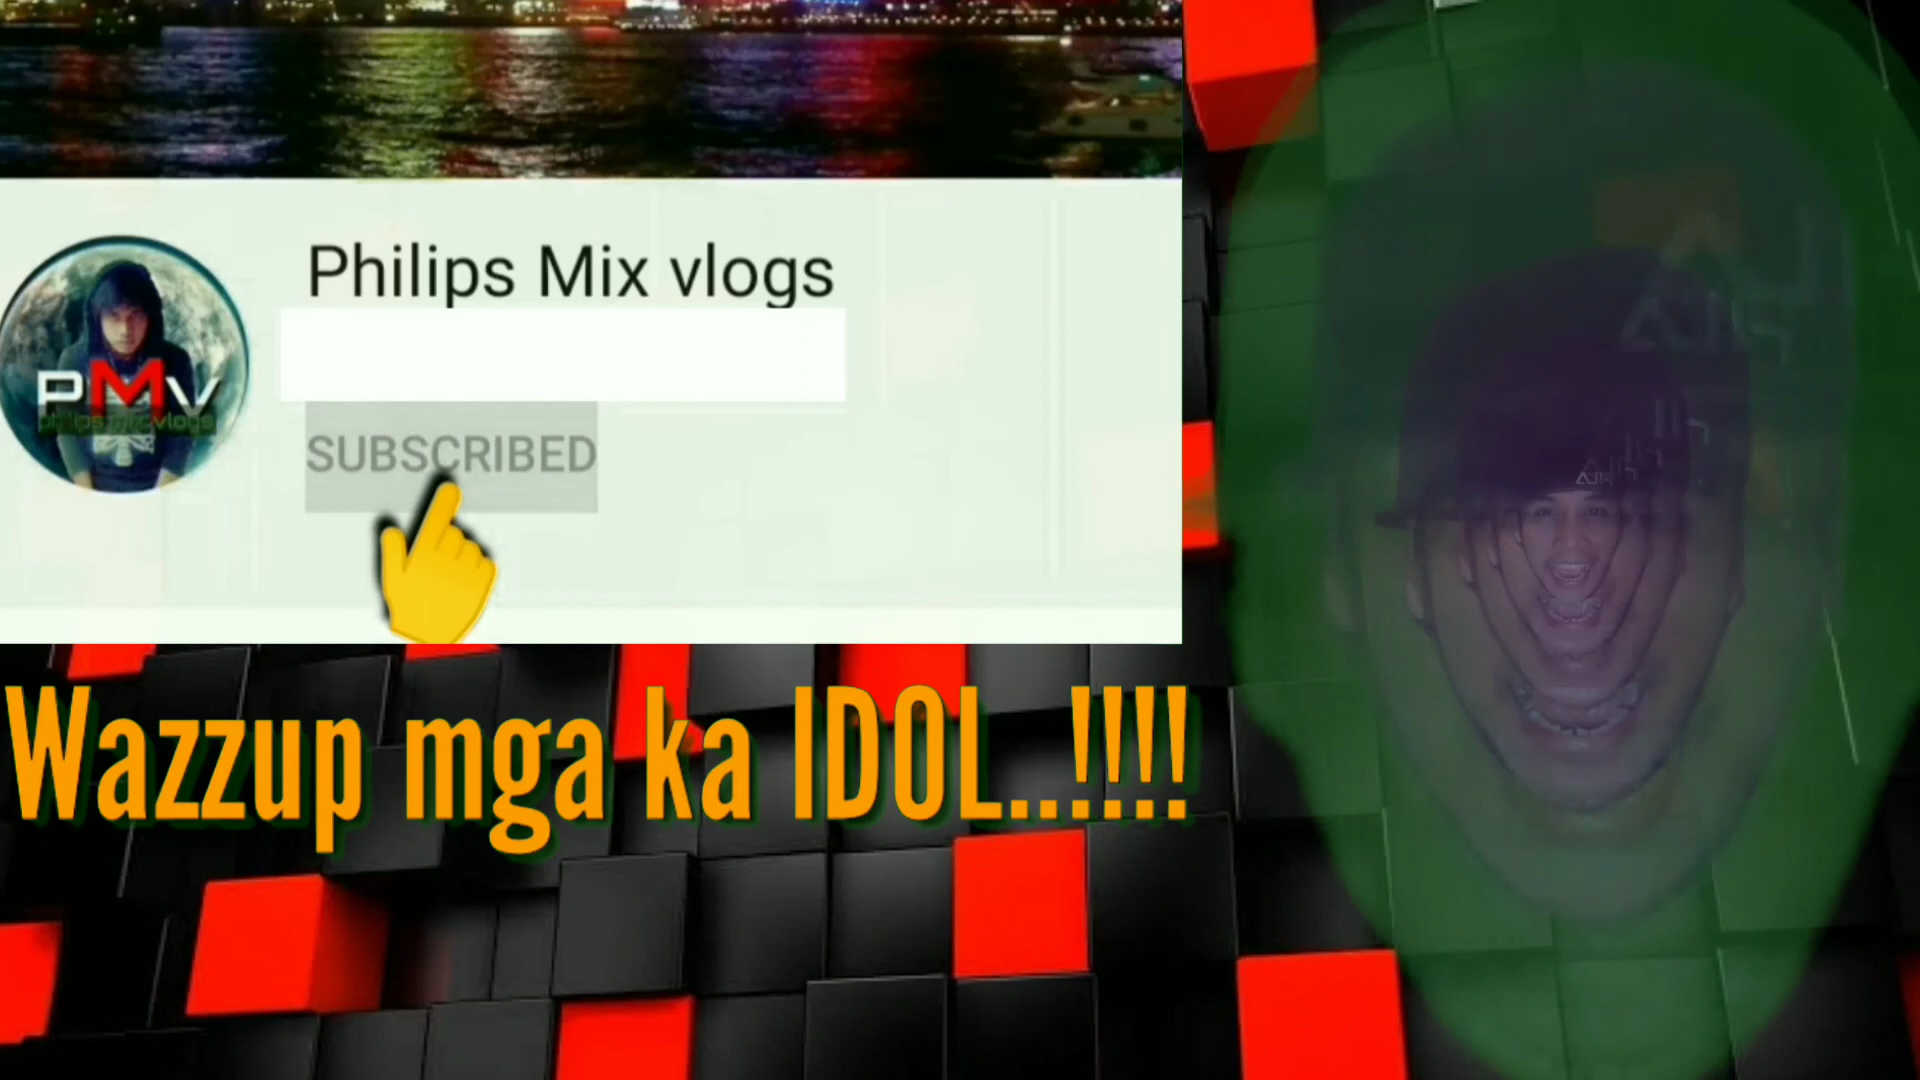 Philips Mix vlogs
PMV
philips mix vlogs
SUBSCRIBED
Wazzup mga ka IDOL..!!!!